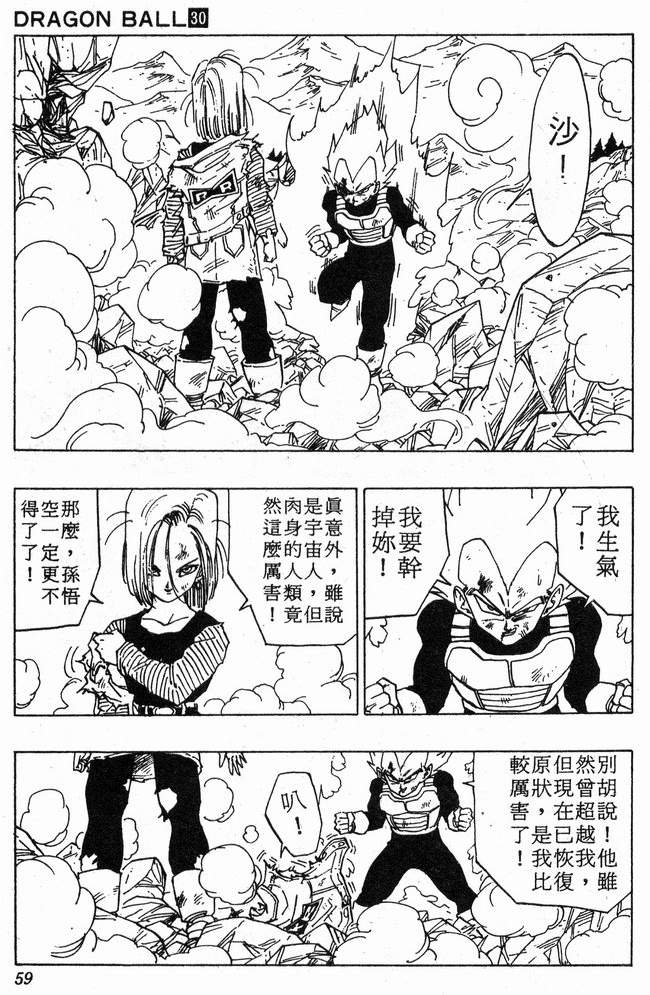 DRAGON BALL 30
沙！
R R
我生氣
了！
我要幹
掉妳！
眞意外，雖說
是宇宙人，但
肉身的人類竟
然這麼厲害！
那麼，孫悟
空一定更不
得了了！
別胡說！他雖
然曾超越我，
但現在已恢復
原狀，是我比
較厲害了！
叭！
59